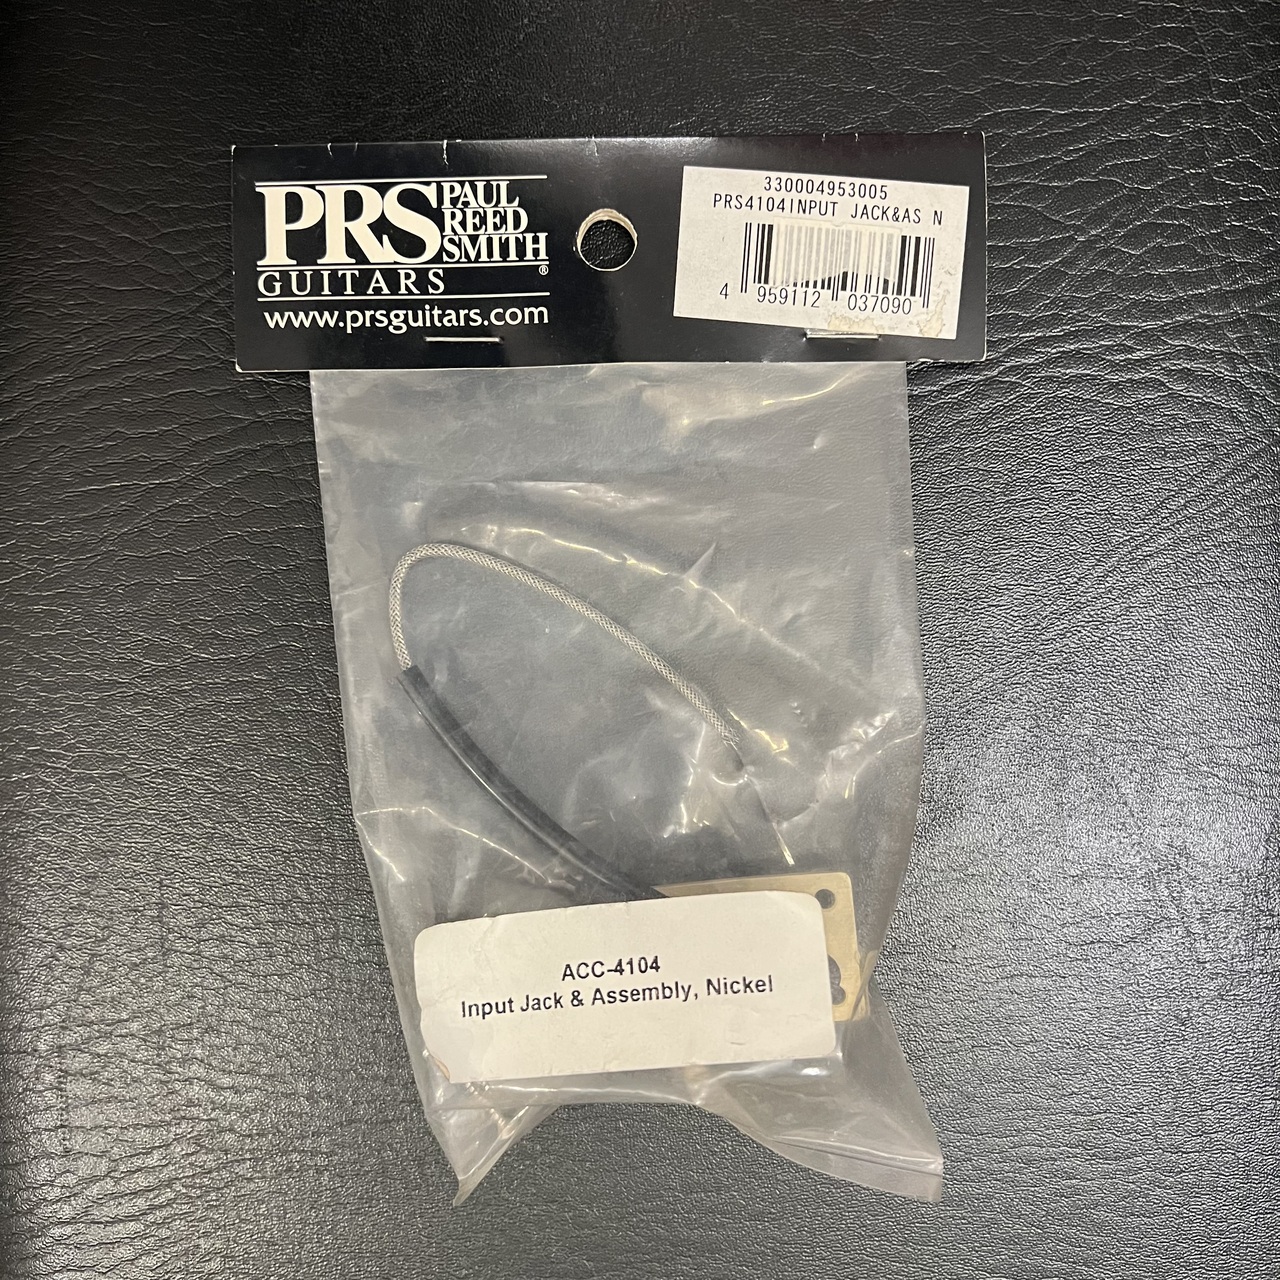 PRS PAUL
REED
SMITH
®
GUITARS
www.prsguitars.com
330004953005
PRS4104INPUT JACK&AS N
4 959112 037090
ACC-4104
Input Jack & Assembly, Nickel